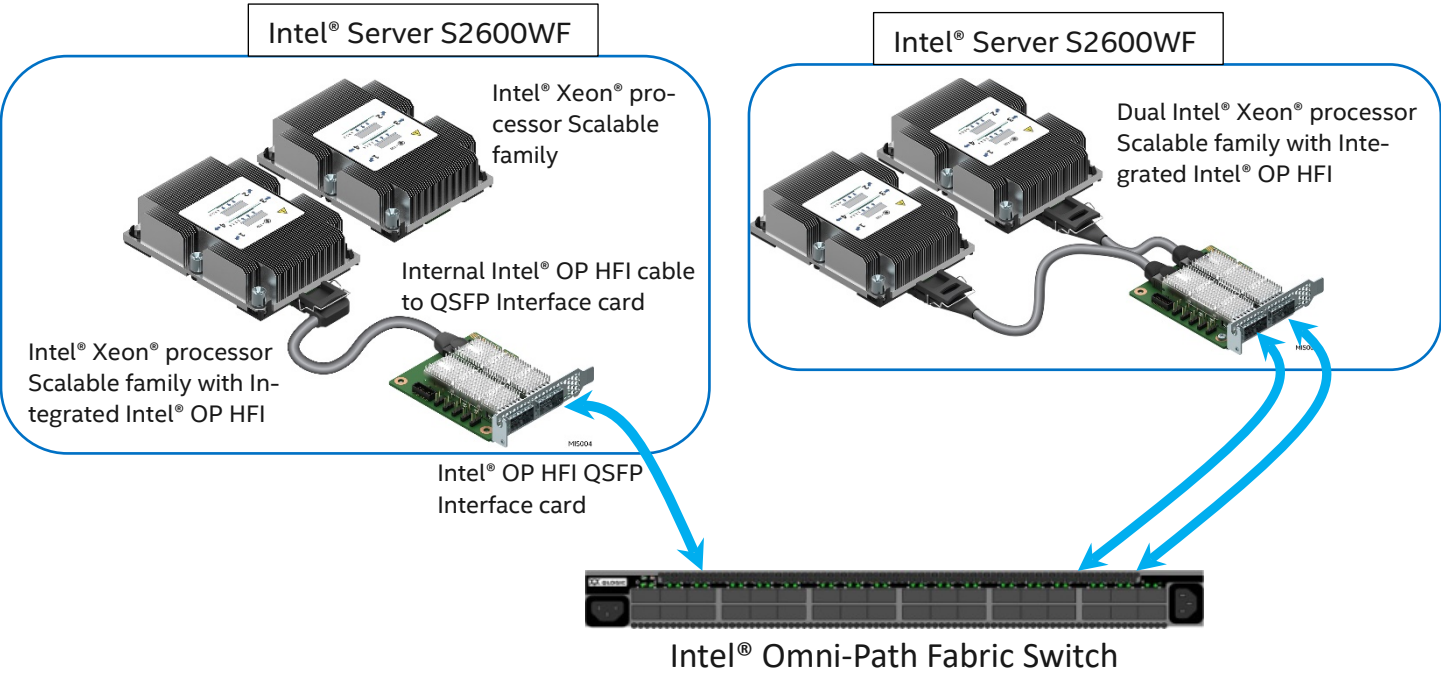 Intel® Server S2600WF
Intel® Xeon® pro-
cessor Scalable
family
Internal Intel® OP HFI cable
to QSFP Interface card
Intel® Xeon® processor
Scalable family with In-
tegrated Intel® OP HFI
MIS004
Intel® OP HFI QSFP
Interface card
Intel® Server S2600WF
Dual Intel® Xeon® processor
Scalable family with Inte-
grated Intel® OP HFI
QLOGIC
Intel® Omni-Path Fabric Switch